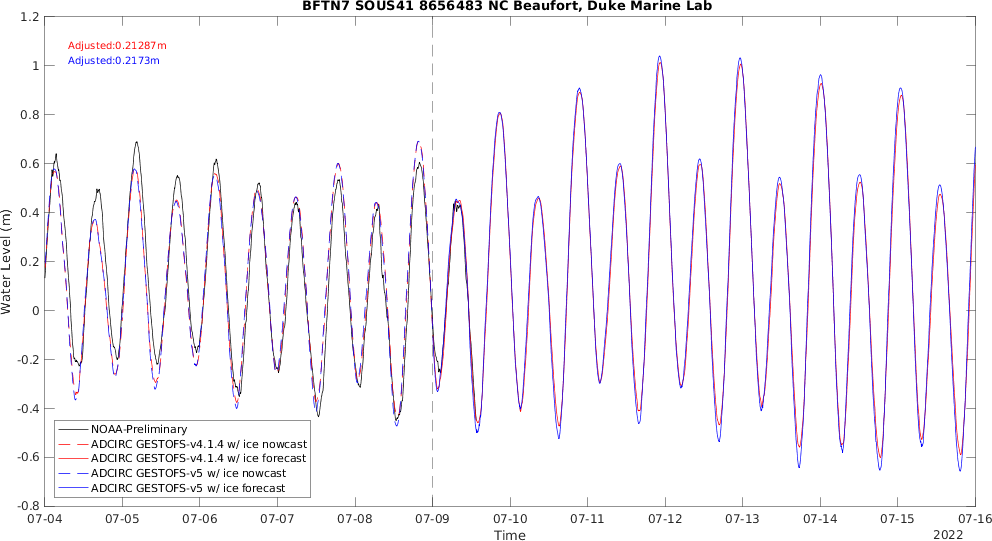 BFTN7 SOUS41 8656483 NC Beaufort, Duke Marine Lab
Adjusted:0.21287m
Adjusted:0.2173m
1.2
1
0.8
0.6
0.4
0.2
0
-0.2
-0.4
-0.6
-0.8
Water Level (m)
NOAA-Preliminary
ADCIRC GESTOFS-v4.1.4 w/ ice nowcast
ADCIRC GESTOFS-v4.1.4 w/ ice forecast
ADCIRC GESTOFS-v5 w/ ice nowcast
ADCIRC GESTOFS-v5 w/ ice forecast
07-04 07-05 07-06 07-07 07-08 07-09 07-10 07-11 07-12 07-13 07-14 07-15 07-16
Time
2022